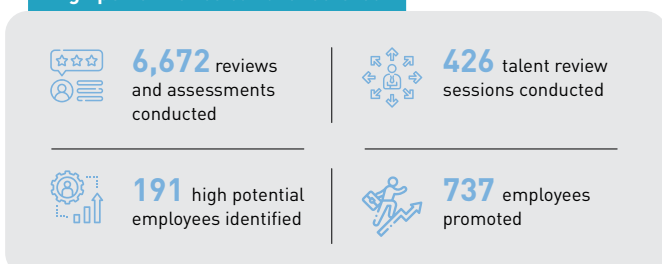 6,672 reviews
and assessments
conducted
426 talent review
sessions conducted
191 high potential
employees identified
737 employees
promoted